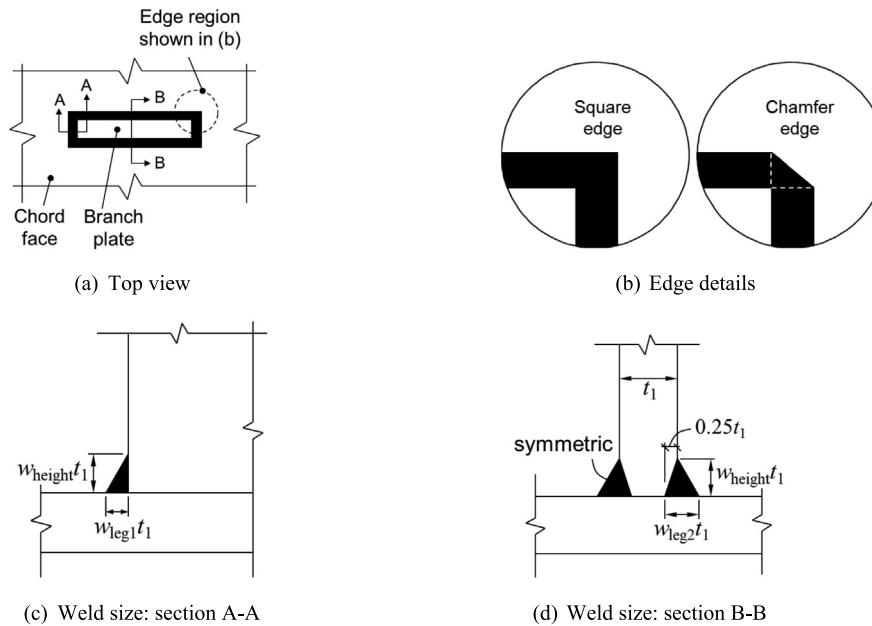 Edge region
shown in (b)
A
A
B
B
Chord
face
Branch
plate
(a) Top view
Square
edge
Chamfer
edge
(b) Edge details
w_height t_1
w_leg1 t_1
(c) Weld size: section A-A
t_1
0.25t_1
symmetric
w_height t_1
w_leg2 t_1
(d) Weld size: section B-B